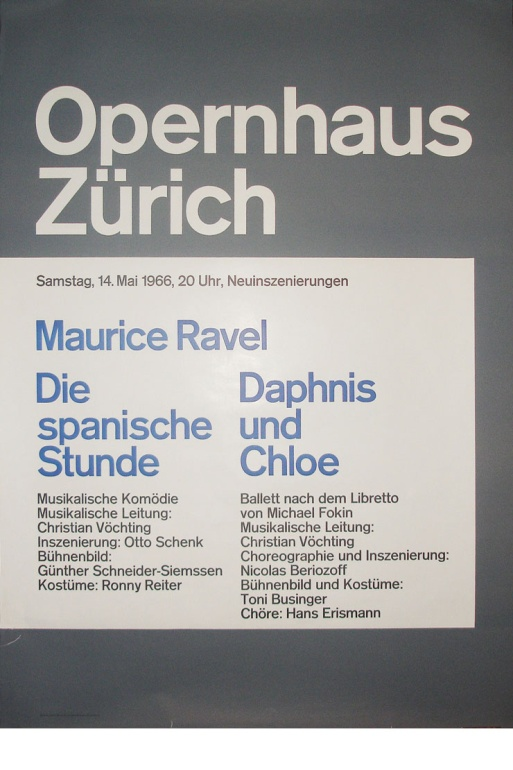 Opernhaus
Zürich
Samstag, 14. Mai 1966, 20 Uhr, Neuinszenierungen
Maurice Ravel
Die
spanische
Stunde
Musikalische Komödie
Musikalische Leitung:
Christian Vöchting
Inszenierung: Otto Schenk
Bühnenbild:
Günther Schneider-Siemssen
Kostüme: Ronny Reiter
Daphnis
und
Chloe
Ballett nach dem Libretto
von Michael Fokin
Musikalische Leitung:
Christian Vöchting
Choreographie und Inszenierung:
Nicolas Beriozoff
Bühnenbild und Kostüme:
Toni Businger
Chöre: Hans Erismann